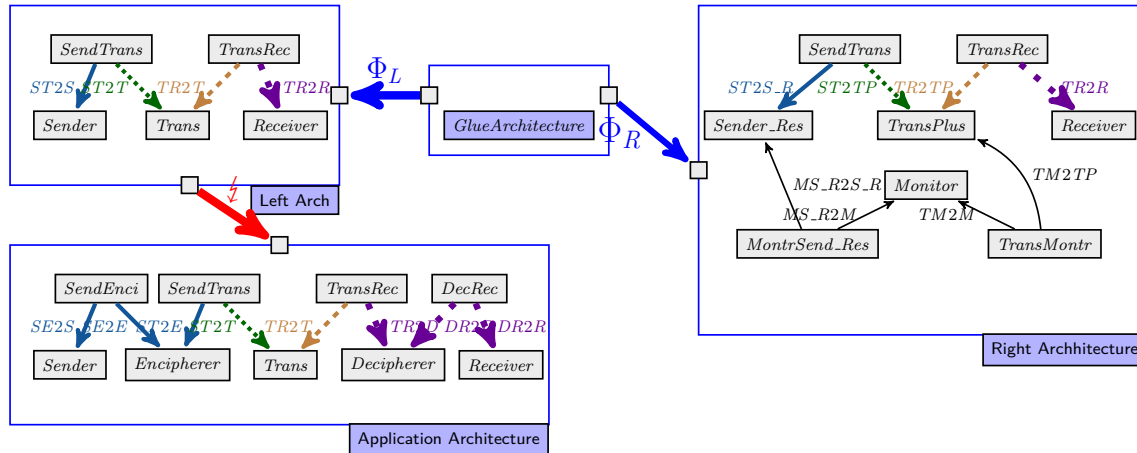 SendTrans TransRec
ST2S ST2T TR2T TR2R
Sender Trans Receiver
Left Arch
Φ_L
GlueArchitecture
Φ_R
SendTrans TransRec
ST2S_R ST2TP TR2TP TR2R
Sender_Res TransPlus Receiver
MS_R2S_R Monitor TM2TP
MS_R2M TM2M
MontrSend_Res TransMontr
Right Archhitecture
SendEnci SendTrans TransRec DecRec
SE2S SE2E ST2E ST2T TR2T TR2D DR2R
Sender Encipherer Trans Decipherer Receiver
Application Architecture